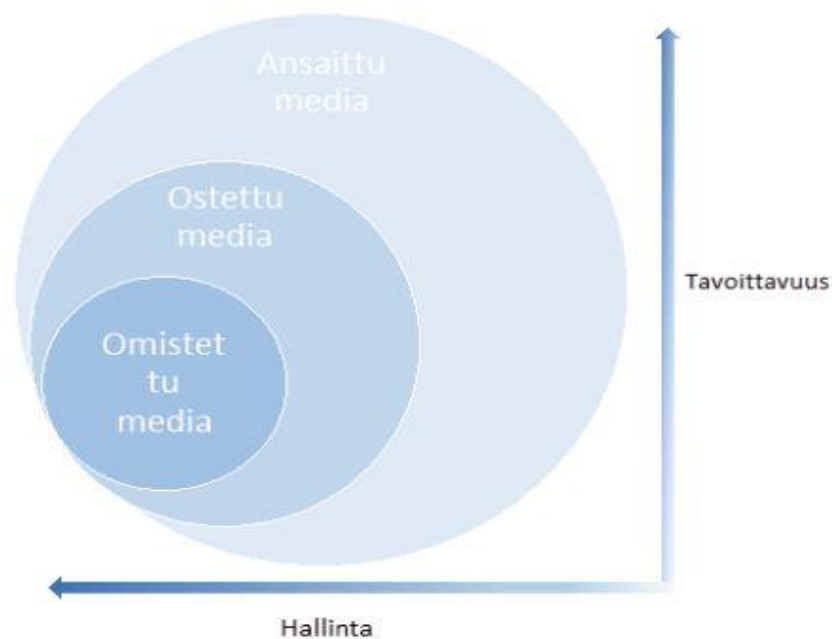 Ansaittu
media
Ostettu
media
Omistet
tu
media
Tavoittavuus
Hallinta